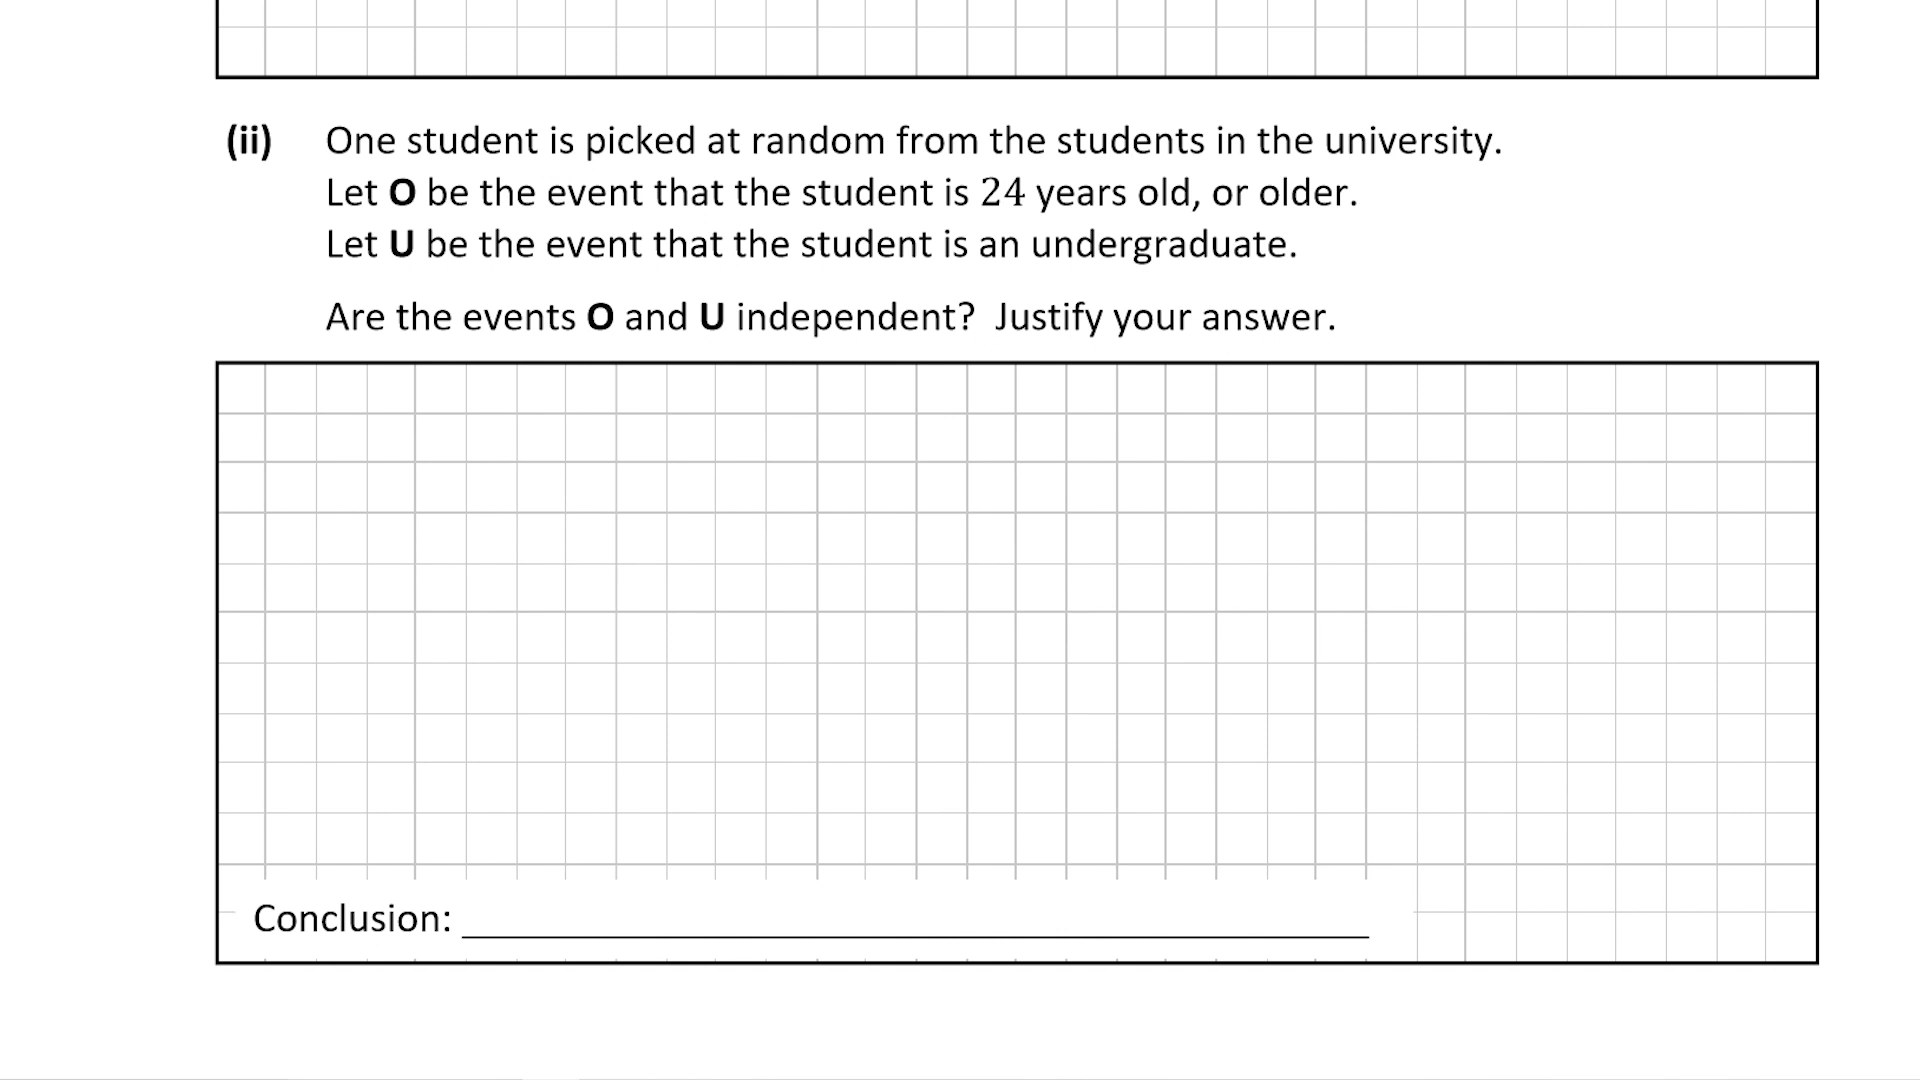 (ii) One student is picked at random from the students in the university.
Let O be the event that the student is 24 years old, or older.
Let U be the event that the student is an undergraduate.
Are the events O and U independent? Justify your answer.
Conclusion: